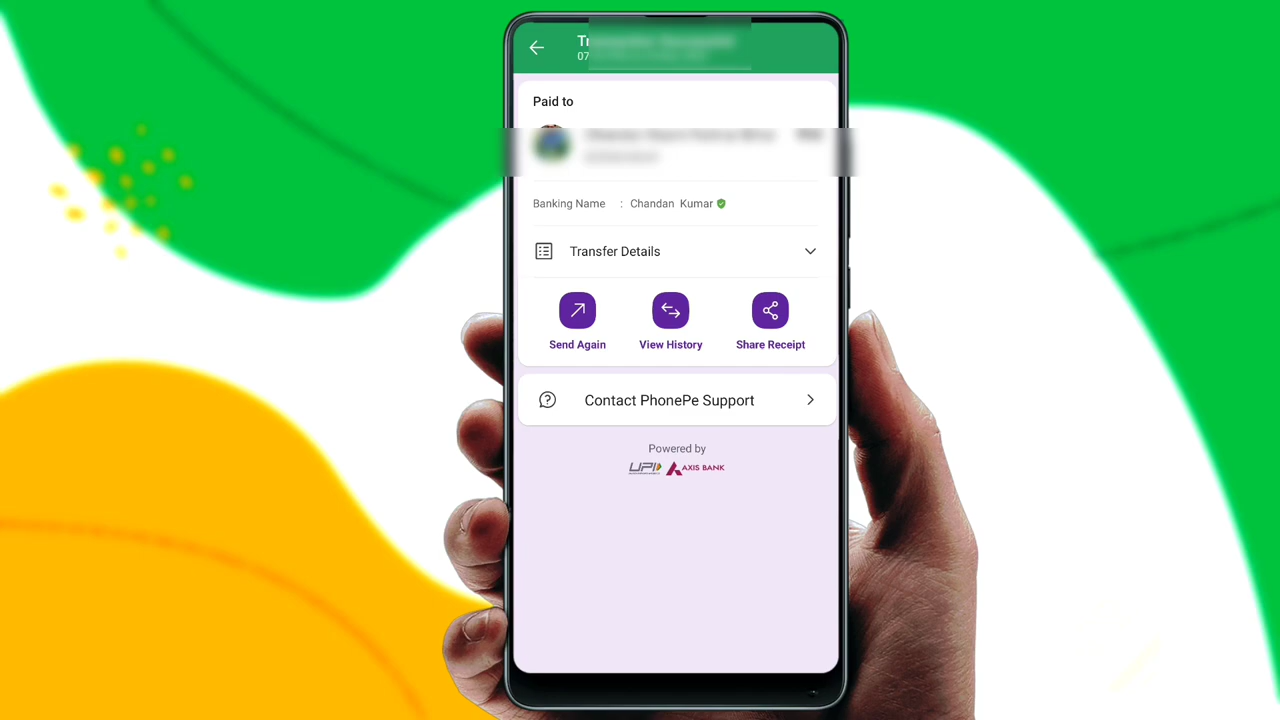 Paid to
Banking Name : Chandan Kumar
Transfer Details
Send Again View History Share Receipt
Contact PhonePe Support
Powered by
UPI AXIS BANK